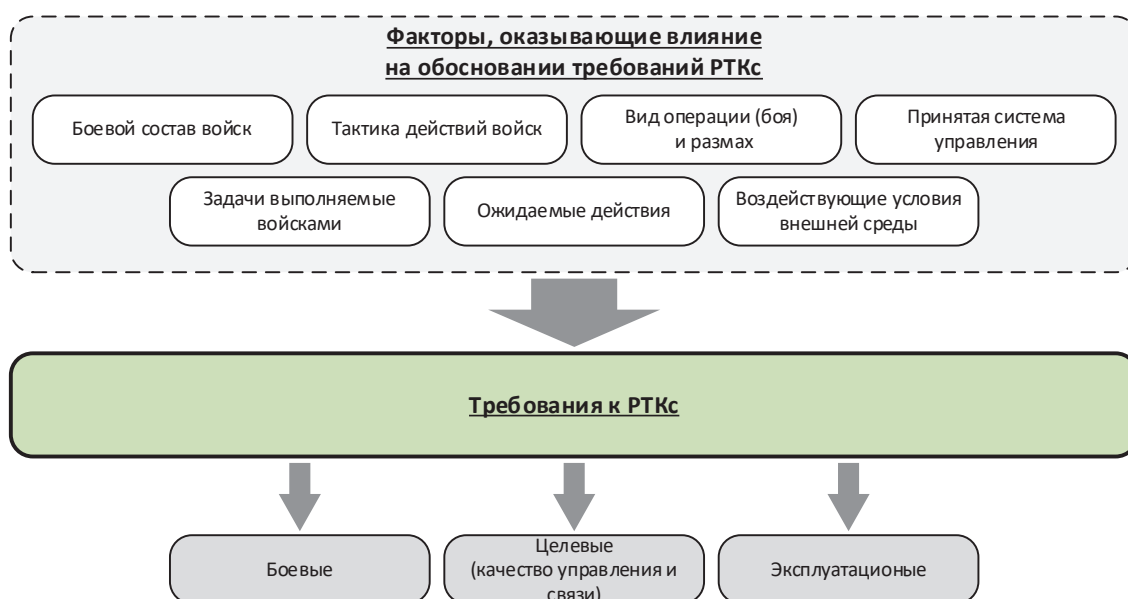 Факторы, оказывающие влияние
на обосновании требований РТКс
Боевой состав войск
Тактика действий войск
Вид операции (боя)
и размах
Принятая система
управления
Задачи выполняемые
войсками
Ожидаемые действия
Воздействующие условия
внешней среды
Требования к РТКс
Боевые
Целевые
(качество управления и
связи)
Эксплуатационые